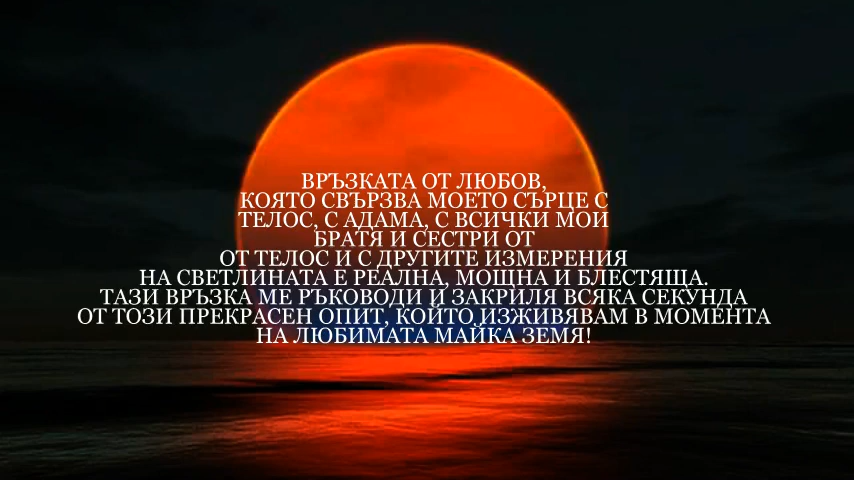 ВРЪЗКАТА ОТ ЛЮБОВ,
КОЯТО СВЪРЗВА МОЕТО СЪРЦЕ С
ТЕЛОС, С АДАМА, С ВСИЧКИ МОИ
БРАТЯ И СЕСТРИ ОТ
ОТ ТЕЛОС И С ДРУГИТЕ ИЗМЕРЕНИЯ
НА СВЕТЛИНАТА Е РЕАЛНА, МОЩНА И БЛЕСТЯЩА.
ТАЗИ ВРЪЗКА МЕ РЪКОВОДИ И ЗАКРИЛЯ ВСЯКА СЕКУНДА
ОТ ТОЗИ ПРЕКРАСЕН ОПИТ, КОЙТО ИЗЖИВЯВАМ В МОМЕНТА
НА ЛЮБИМАТА МАЙКА ЗЕМЯ!